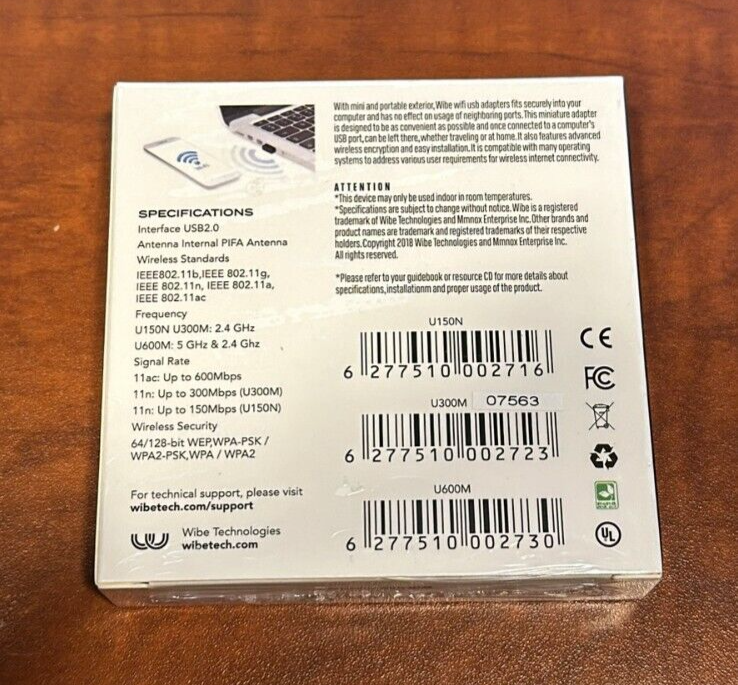 With mini and portable exterior,Wibe wifi usb adapters fits securely into your
computer and has no effect on usage of neighboring ports.This miniature adapter
is designed to be as convenient as possible and once connected to a computer's
USB port,can be left there,whether traveling or at home.It also features advanced
wireless encryption and easy installation.It is compatible with many operating
systems to address various user requirements for wireless internet connectivity.
ATTENTION
*This device may only be used indoor in room temperatures.
*Specifications are subject to change without notice.Wibe is a registered
trademark of Wibe Technologies and Mmnox Enterprise Inc.Other brands and
product names are trademark and registered trademarks of their respective
holders.Copyright 2018 Wibe Technologies and Mmnox Enterprise Inc.
All rights reserved.
*Please refer to your guidebook or resource CD for more details about
specifications,installationm and proper usage of the product.
SPECIFICATIONS
Interface USB2.0
Antenna Internal PIFA Antenna
Wireless Standards
IEEE802.11b,IEEE 802.11g,
IEEE 802.11n, IEEE 802.11a,
IEEE 802.11ac
Frequency
U150N U300M: 2.4 GHz
U600M: 5 GHz & 2.4 Ghz
Signal Rate
11ac: Up to 600Mbps
11n: Up to 300Mbps (U300M)
11n: Up to 150Mbps (U150N)
Wireless Security
64/128-bit WEP,WPA-PSK /
WPA2-PSK,WPA / WPA2
For technical support, please visit
wibetech.com/support
Wibe Technologies
wibetech.com
U150N
6 277510 002716
U300M 07563
6 277510 002723
U600M
6 277510 002730
CE
FC
UL